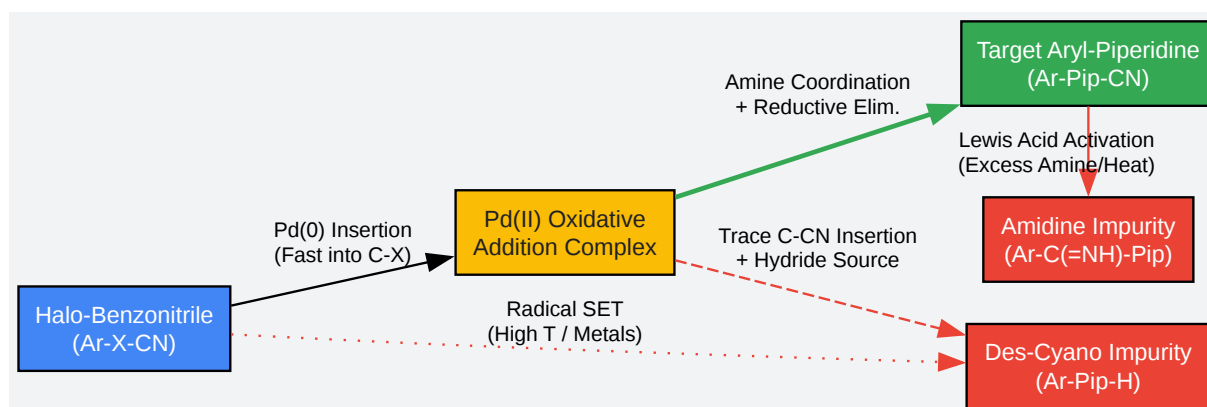 Target Aryl-Piperidine
(Ar-Pip-CN)
Amine Coordination
+ Reductive Elim.
Lewis Acid Activation
(Excess Amine/Heat)
Pd(II) Oxidative
Addition Complex
Amidine Impurity
(Ar-C(=NH)-Pip)
Pd(0) Insertion
(Fast into C-X)
Trace C-CN Insertion
+ Hydride Source
Halo-Benzonitrile
(Ar-X-CN)
Radical SET
(High T / Metals)
Des-Cyano Impurity
(Ar-Pip-H)